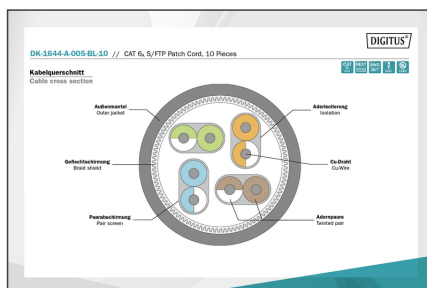 DIGITUS®
DK-1644-A-005-BL-10 // CAT 6A S/FTP Patch Cord, 10 Pieces
Kabelquerschnitt
Cable cross section
Außenmantel
Outer jacket
Aderisolierung
Isolation
Geflechtschirmung
Braid shield
Cu-Draht
Cu-Wire
Paarabschirmung
Pair screen
Adernpaare
Twisted pair